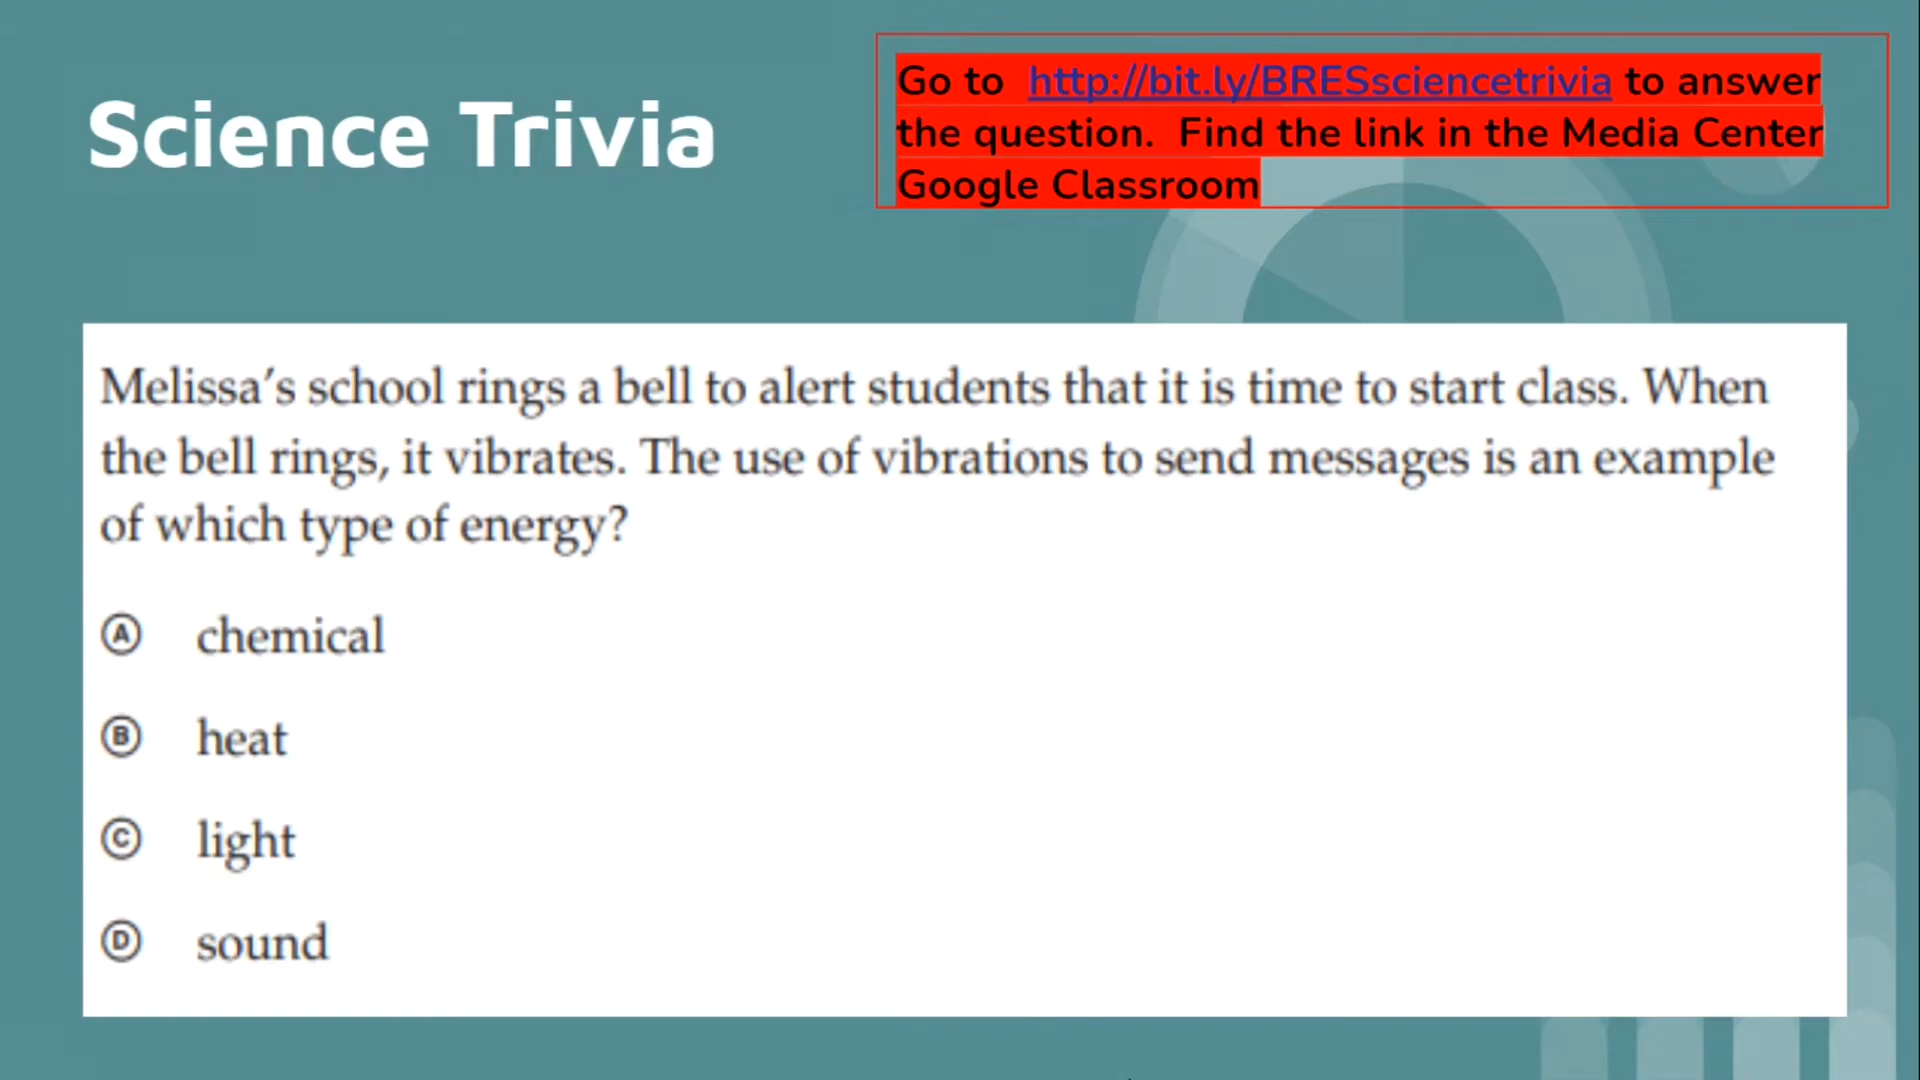 Science Trivia
Go to http://bit.ly/BRESsciencetrivia to answer
the question. Find the link in the Media Center
Google Classroom
Melissa's school rings a bell to alert students that it is time to start class. When
the bell rings, it vibrates. The use of vibrations to send messages is an example
of which type of energy?
Ⓐ chemical
Ⓑ heat
Ⓒ light
Ⓓ sound